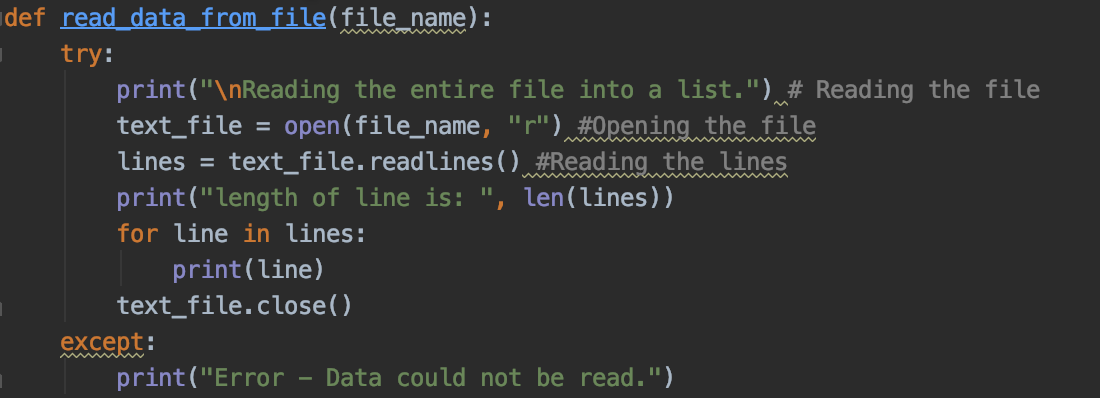 def read_data_from_file(file_name):
    try:
        print("\nReading the entire file into a list.") # Reading the file
        text_file = open(file_name, "r") #Opening the file
        lines = text_file.readlines() #Reading the lines
        print("length of line is: ", len(lines))
        for line in lines:
            print(line)
        text_file.close()
    except:
        print("Error – Data could not be read.")